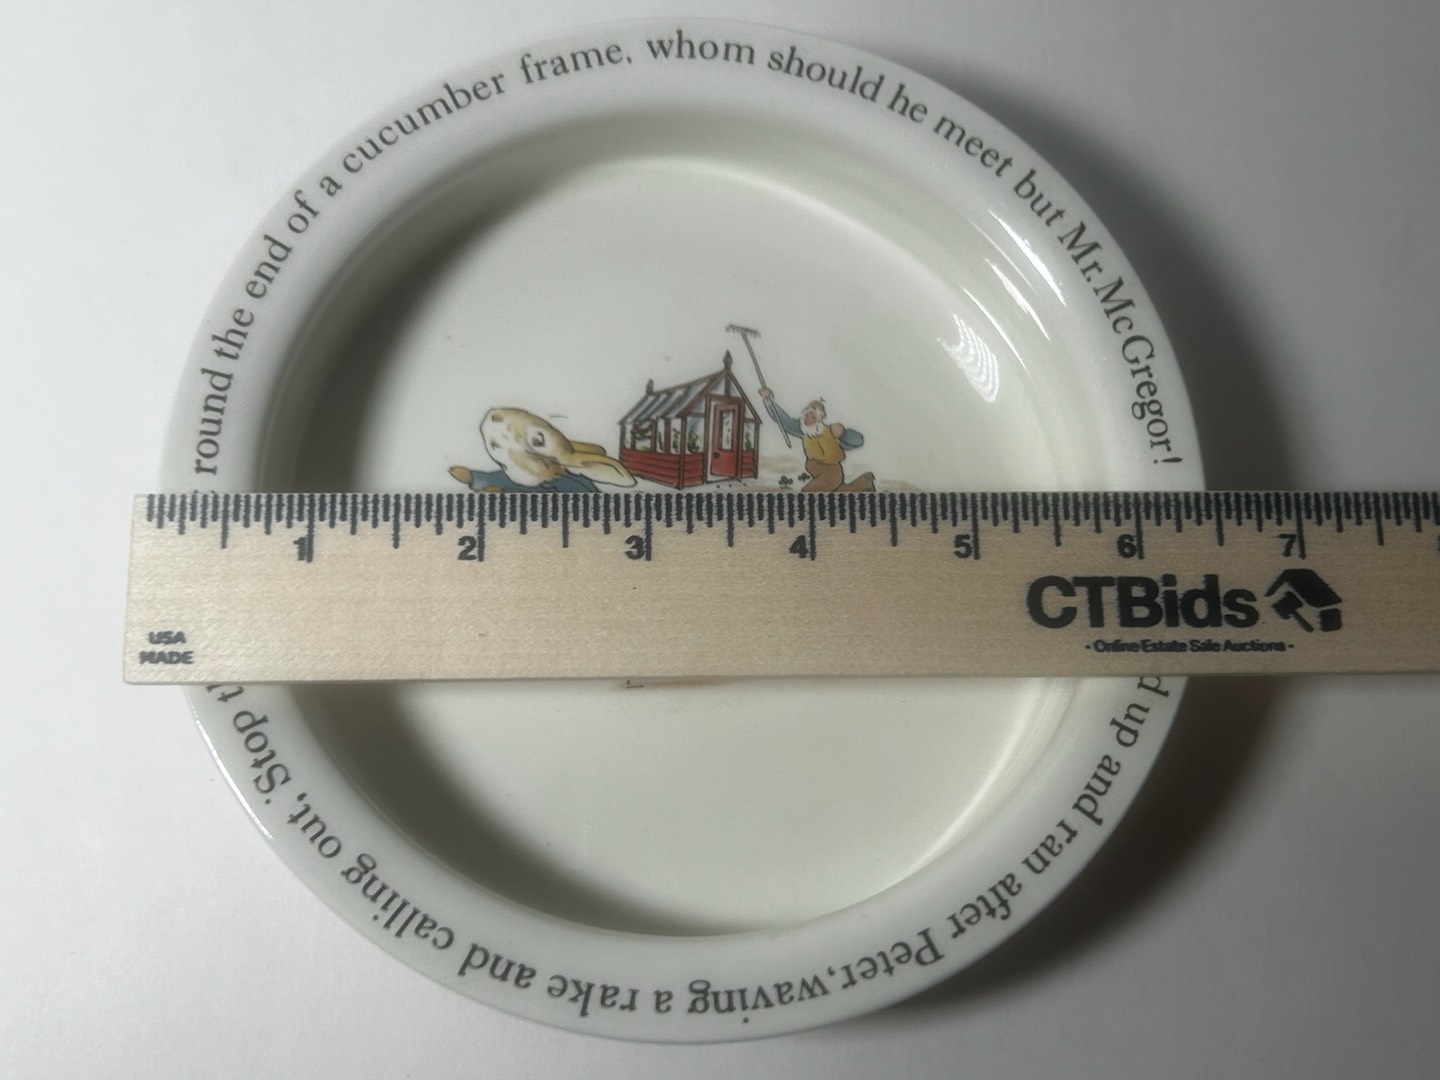 round the end of a cucumber frame, whom should he meet but Mr. McGregor!
up and ran after Peter, waving a rake and calling out, 'Stop
1 2 3 4 5 6 7
CTBids
- Online Estate Sale Auctions -
USA
MADE